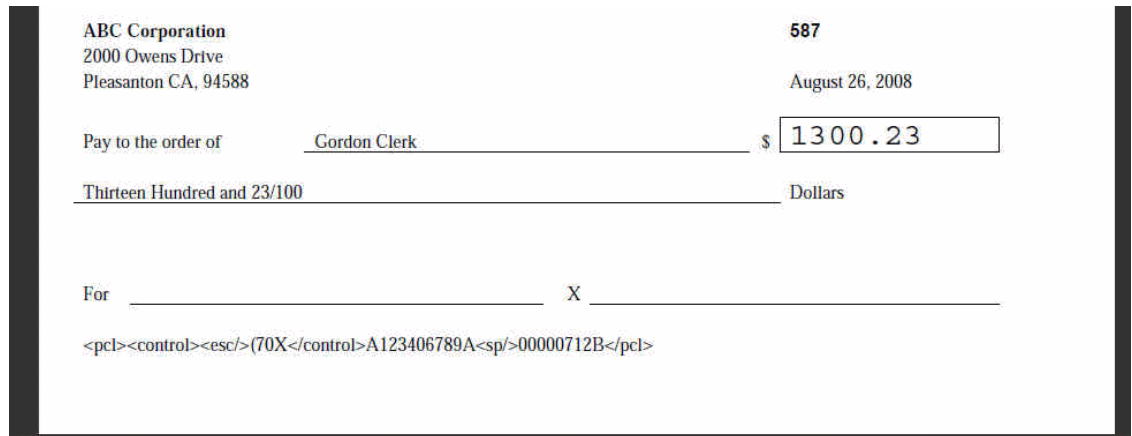 ABC Corporation 587
2000 Owens Drive
Pleasanton CA, 94588 August 26, 2008
Pay to the order of Gordon Clerk $ 1300.23
Thirteen Hundred and 23/100 Dollars
For X
<pcl><control><esc/>(70X</control>A123406789A<sp/>00000712B</pcl>